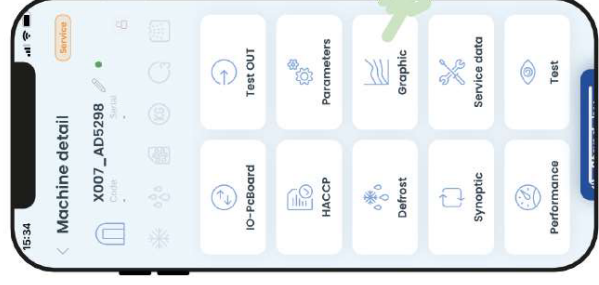 15:34
Machine detail
Service
X007_AD5298
Code
Serial
IO-PcBoard
Test OUT
HACCP
Parameters
Defrost
Graphic
Synoptic
Service data
Performance
Test